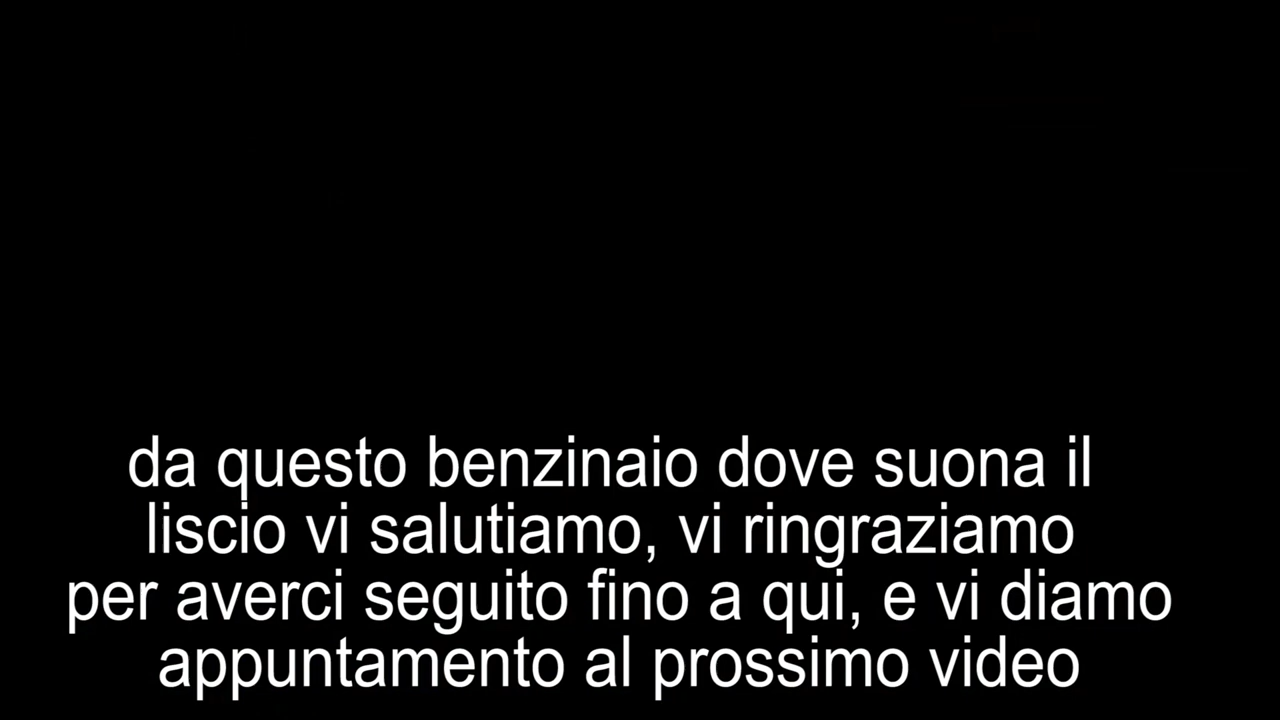 da questo benzinaio dove suona il
liscio vi salutiamo, vi ringraziamo
per averci seguito fino a qui, e vi diamo
appuntamento al prossimo video